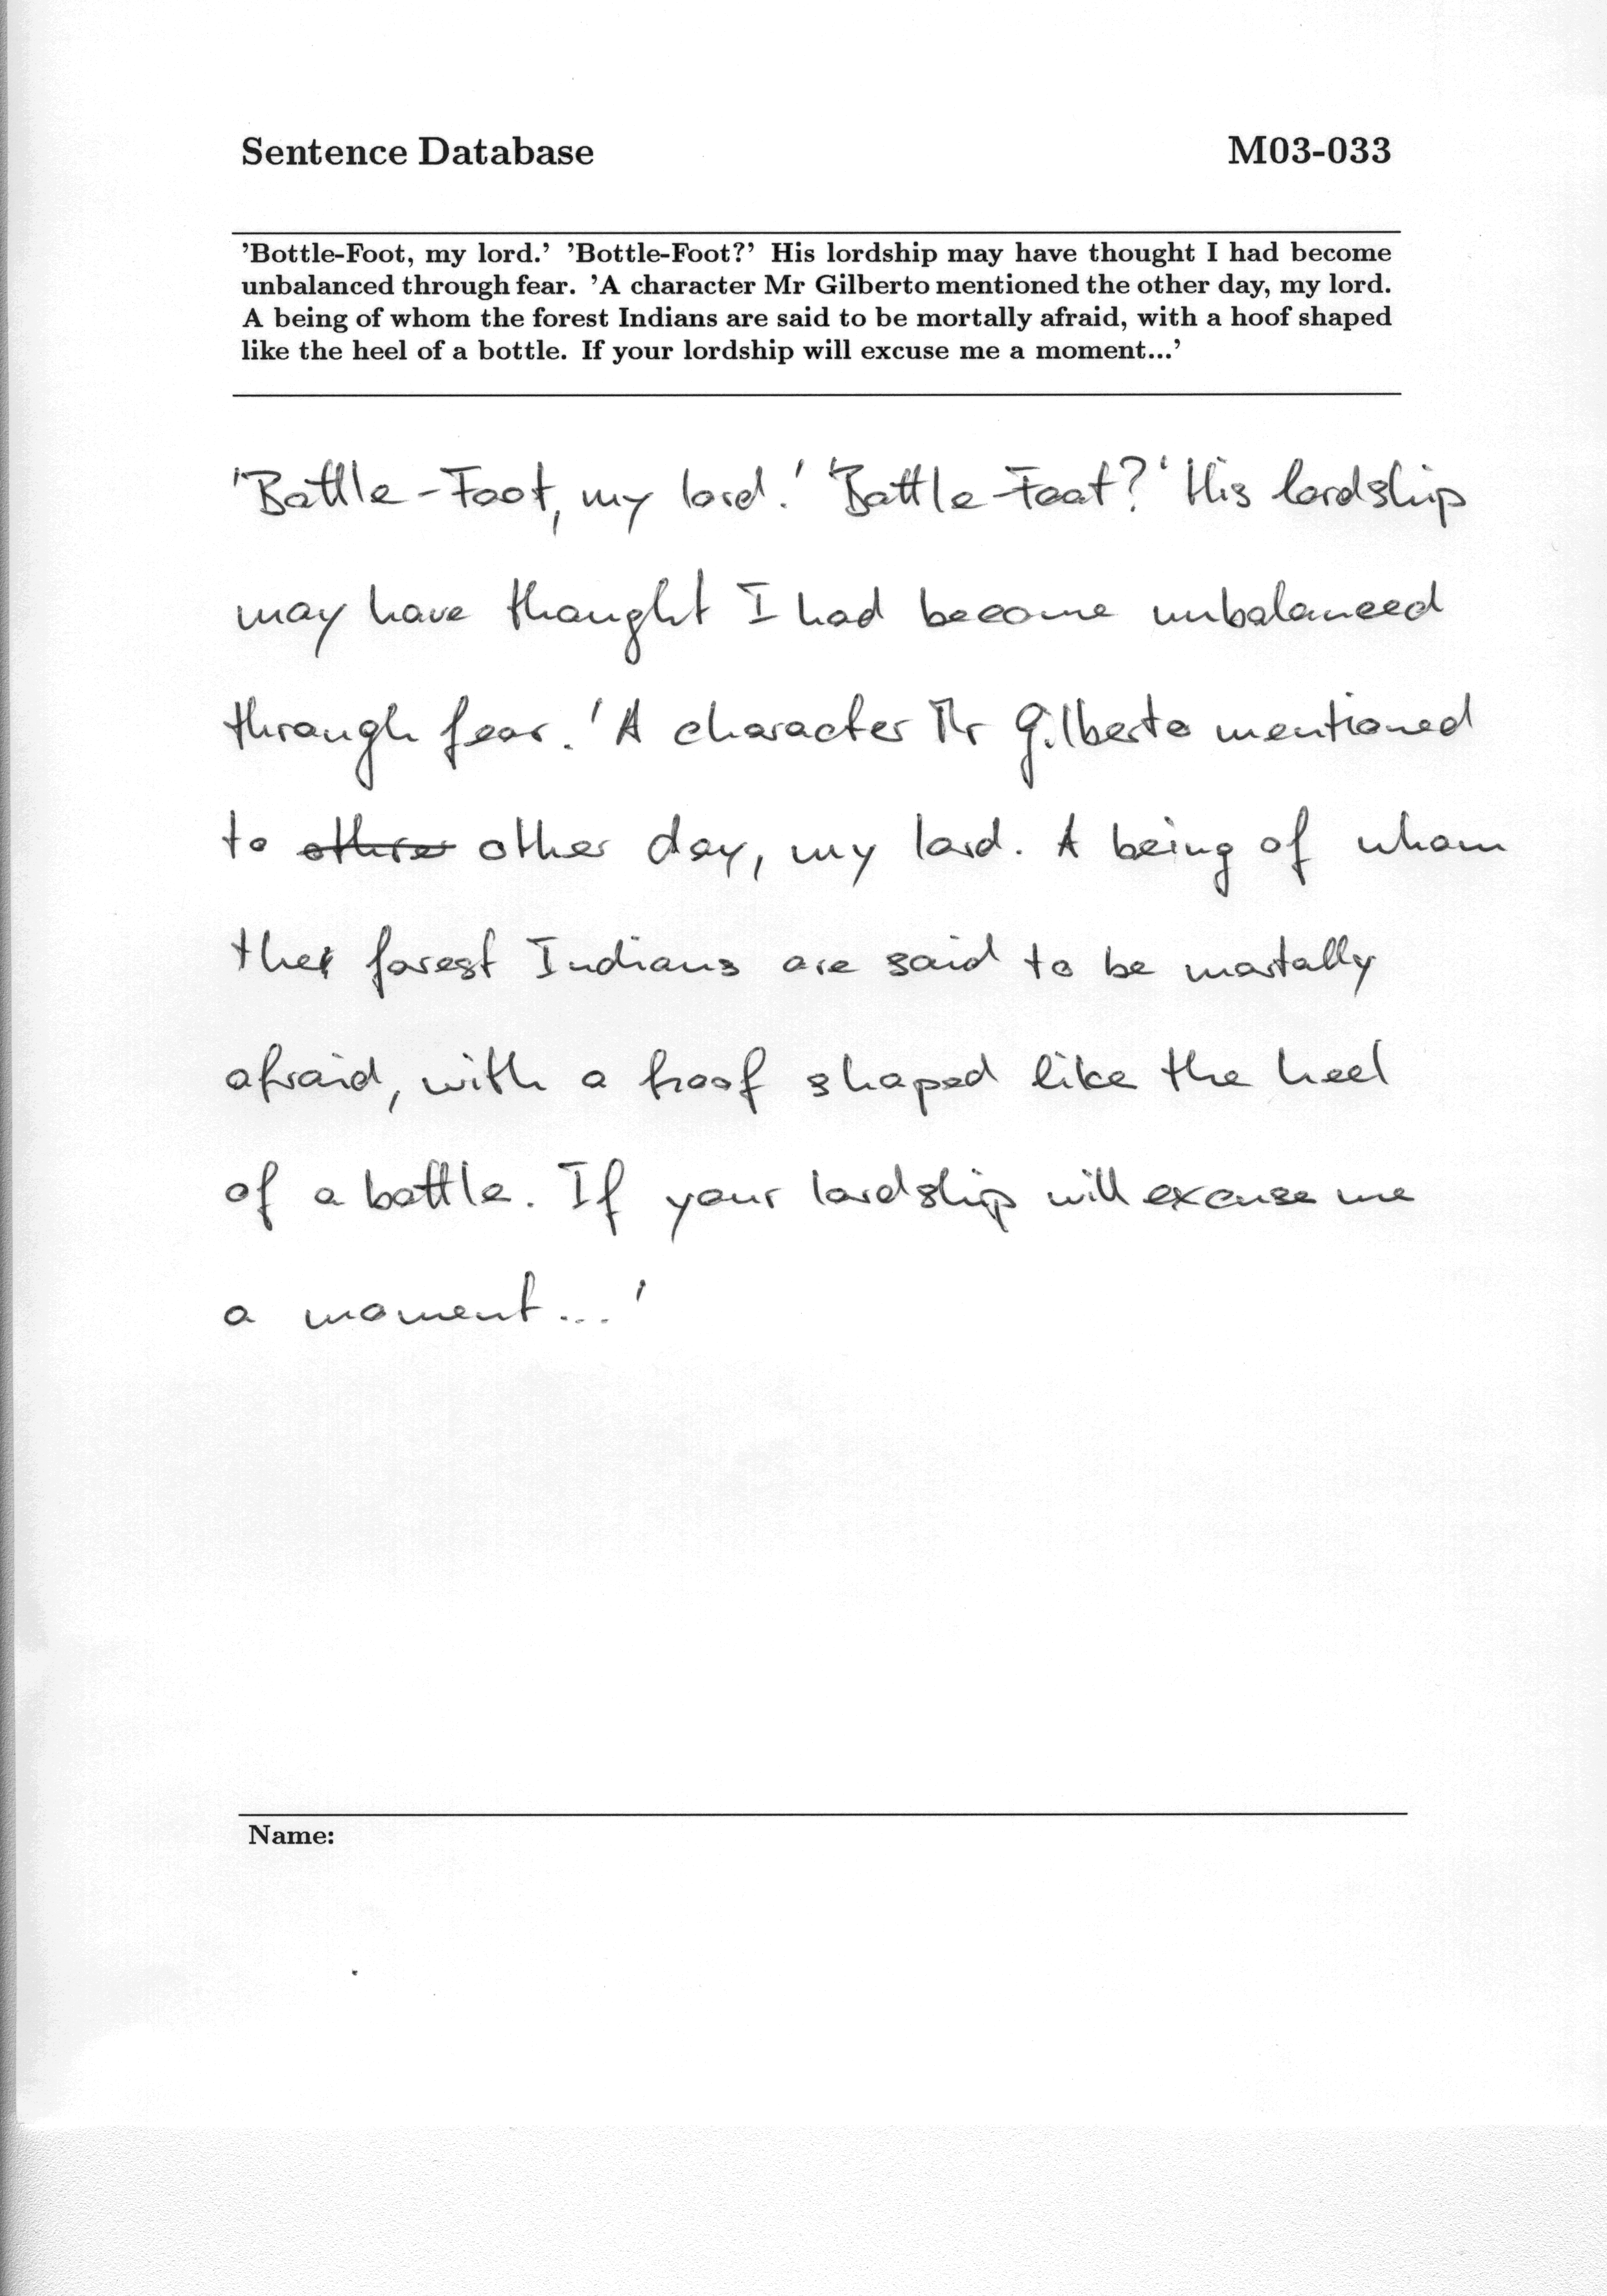 Sentence Database M03-033
'Bottle-Foot, my lord.' 'Bottle-Foot?' His lordship may have thought I had become
unbalanced through fear. 'A character Mr Gilberto mentioned the other day, my lord.
A being of whom the forest Indians are said to be mortally afraid, with a hoof shaped
like the heel of a bottle. If your lordship will excuse me a moment...'
'Bottle-Foot, my lord.' 'Bottle-Foot?' His lordship
may have thought I had become unbalanced
through fear. 'A character Mr Gilberto mentioned
to other day, my lord. A being of whom
the forest Indians are said to be mortally
afraid, with a hoof shaped like the heel
of a bottle. If your lordship will excuse me
a moment...'
Name: